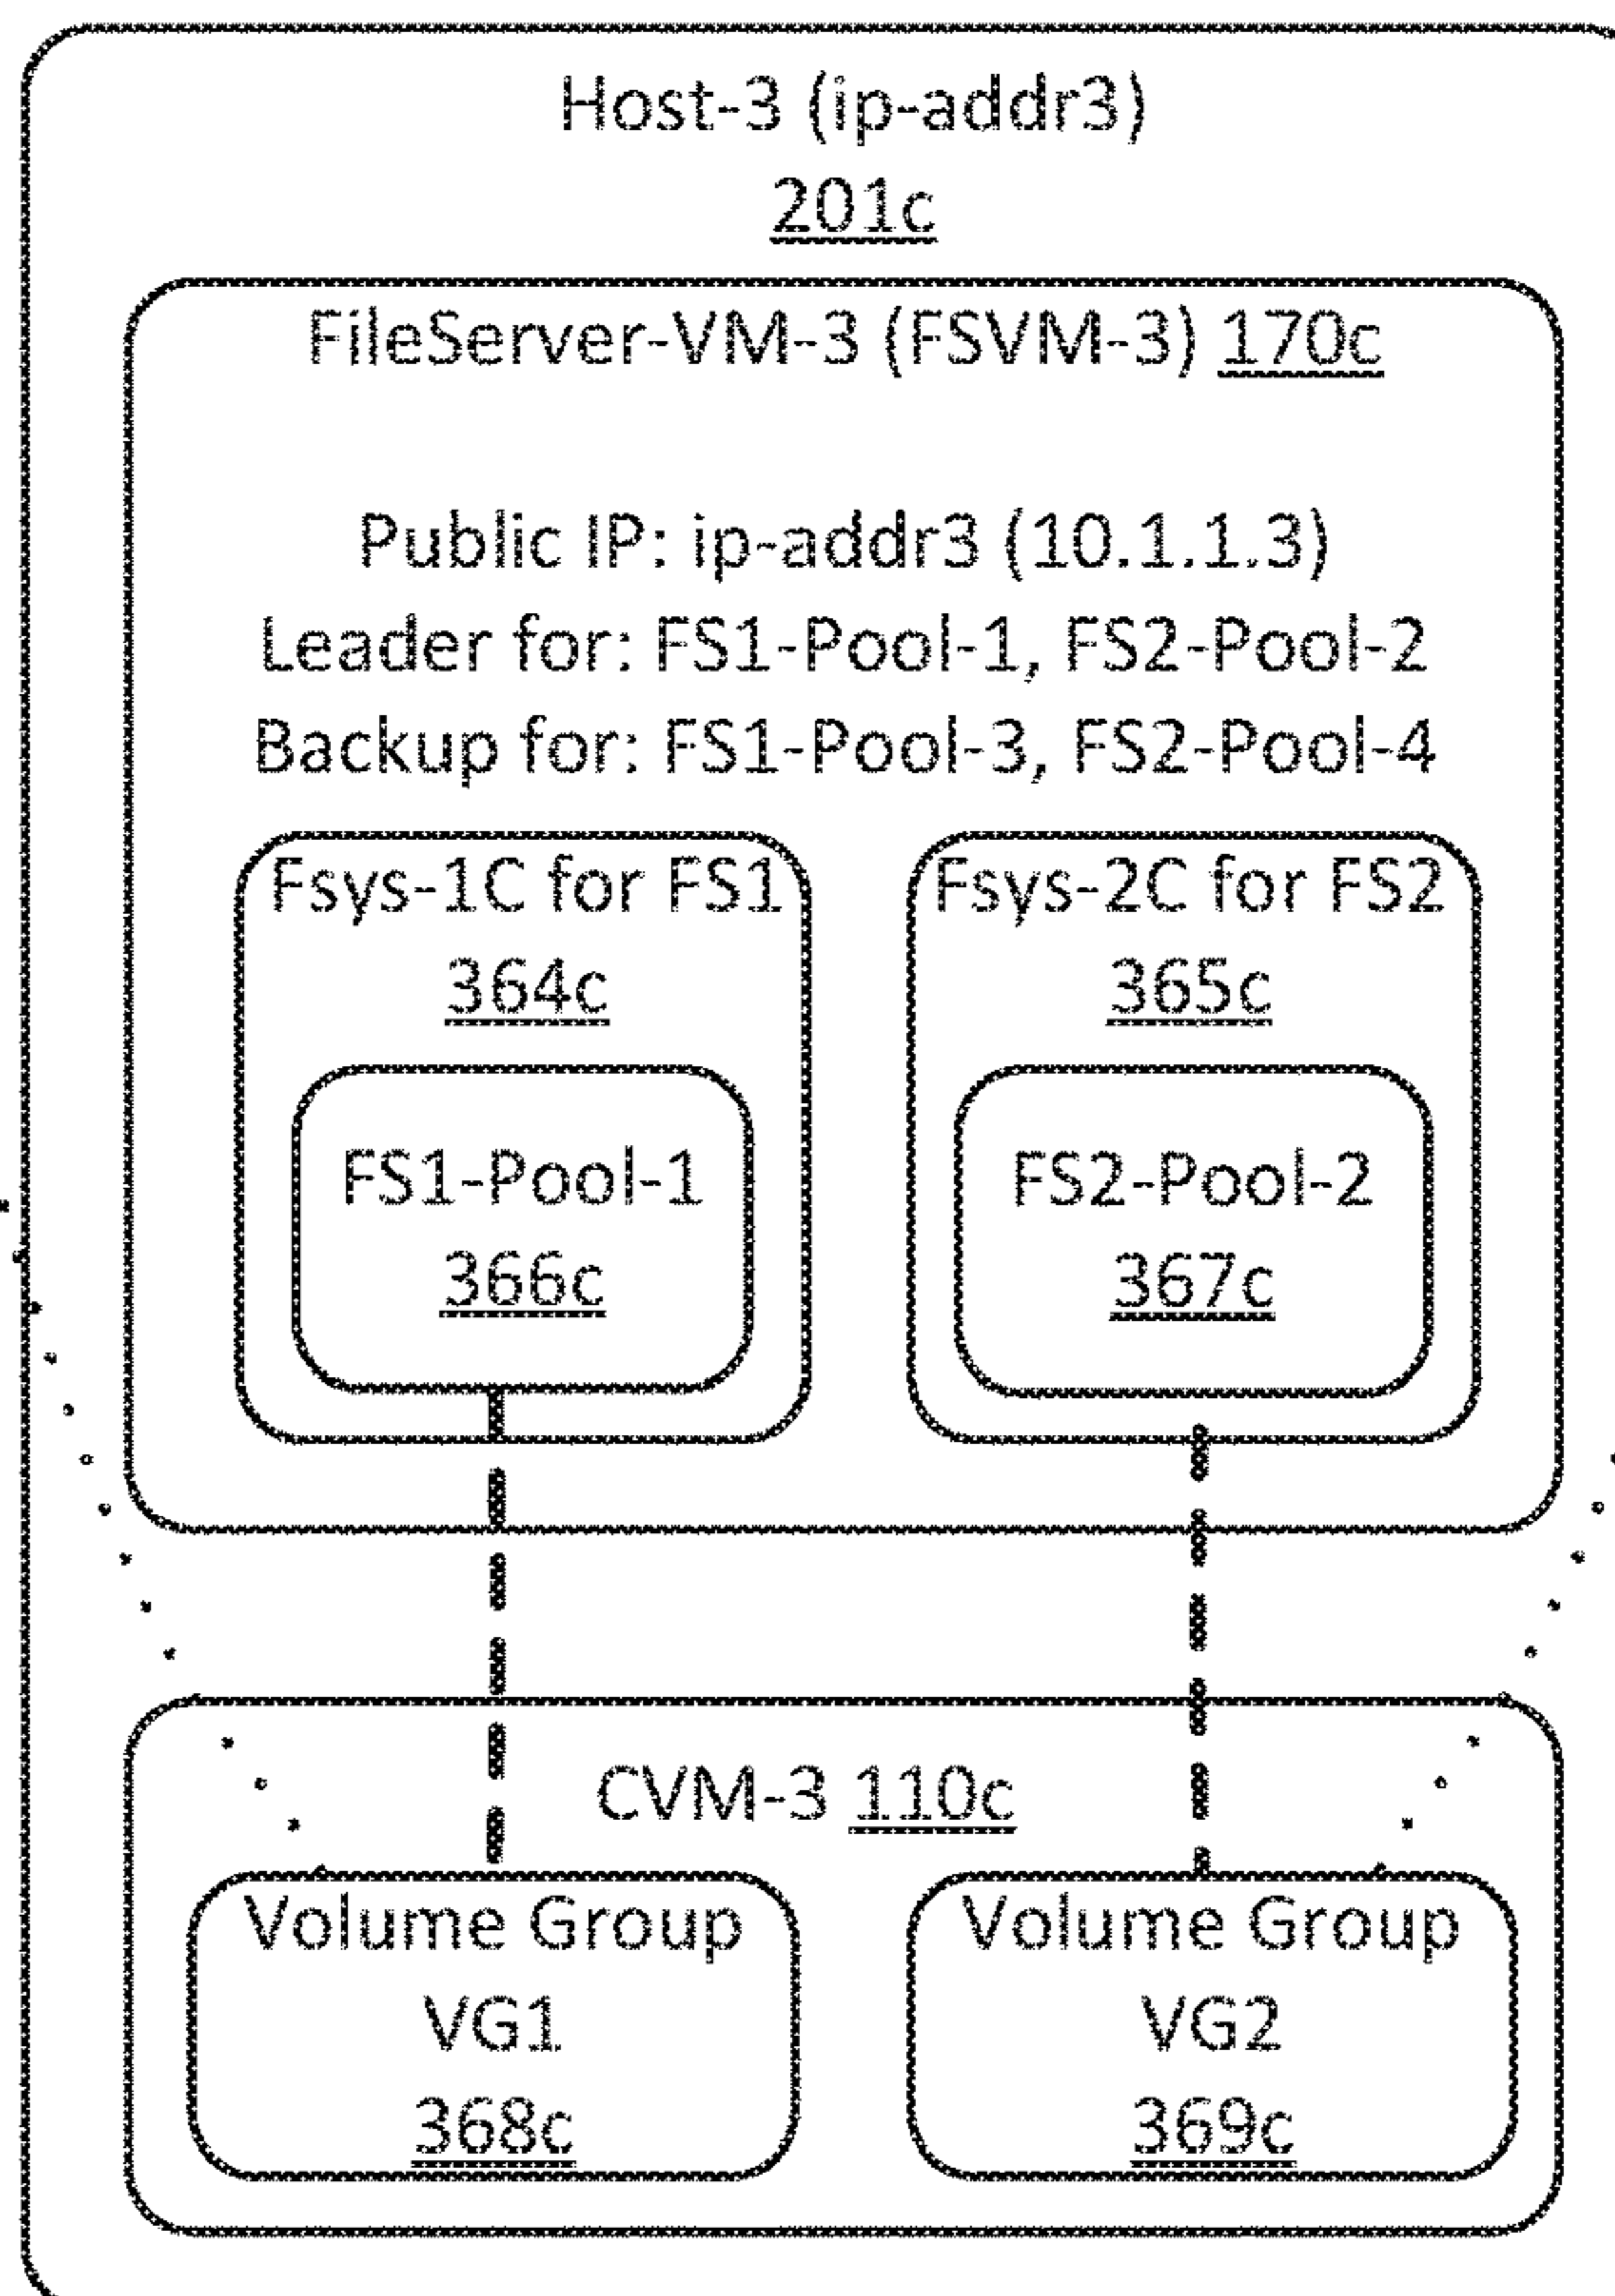 Host-3 (ip-addr3)
201c
FileServer-VM-3 (FSVM-3) 170c
Public IP: ip-addr3 (10.1.1.3)
Leader for: FS1-Pool-1, FS2-Pool-2
Backup for: FS1-Pool-3, FS2-Pool-4
Fsys-1C for FS1
364c
FS1-Pool-1
366c
Fsys-2C for FS2
365c
FS2-Pool-2
367c
CVM-3 110c
Volume Group
VG1
368c
Volume Group
VG2
369c